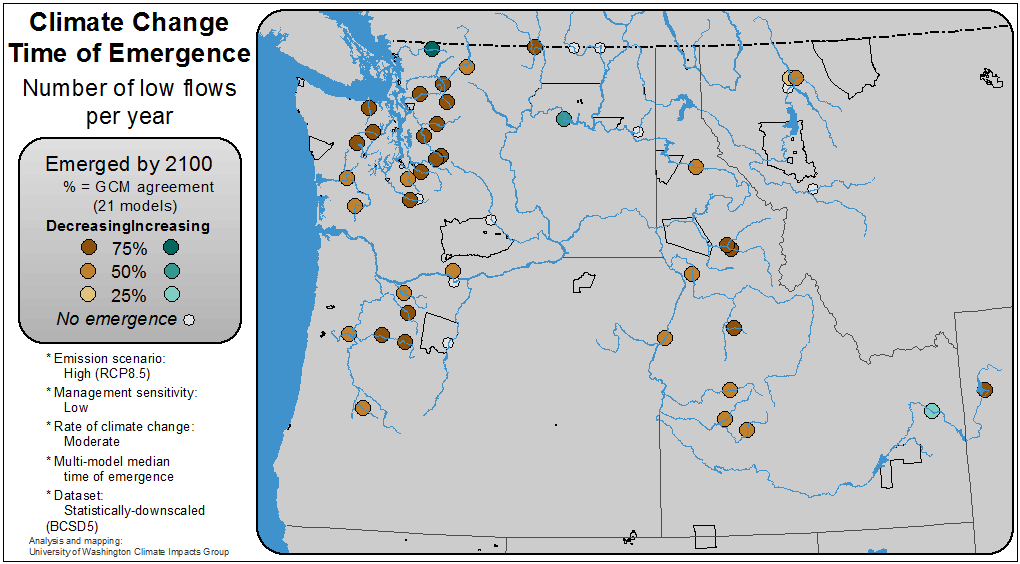 Climate Change
Time of Emergence
Number of low flows
per year
Emerged by 2100
% = GCM agreement
(21 models)
DecreasingIncreasing
75%
50%
25%
No emergence
* Emission scenario:
High (RCP8.5)
* Management sensitivity:
Low
* Rate of climate change:
Moderate
* Multi-model median
time of emergence
* Dataset:
Statistically-downscaled
(BCSD5)
Analysis and mapping:
University of Washington Climate Impacts Group